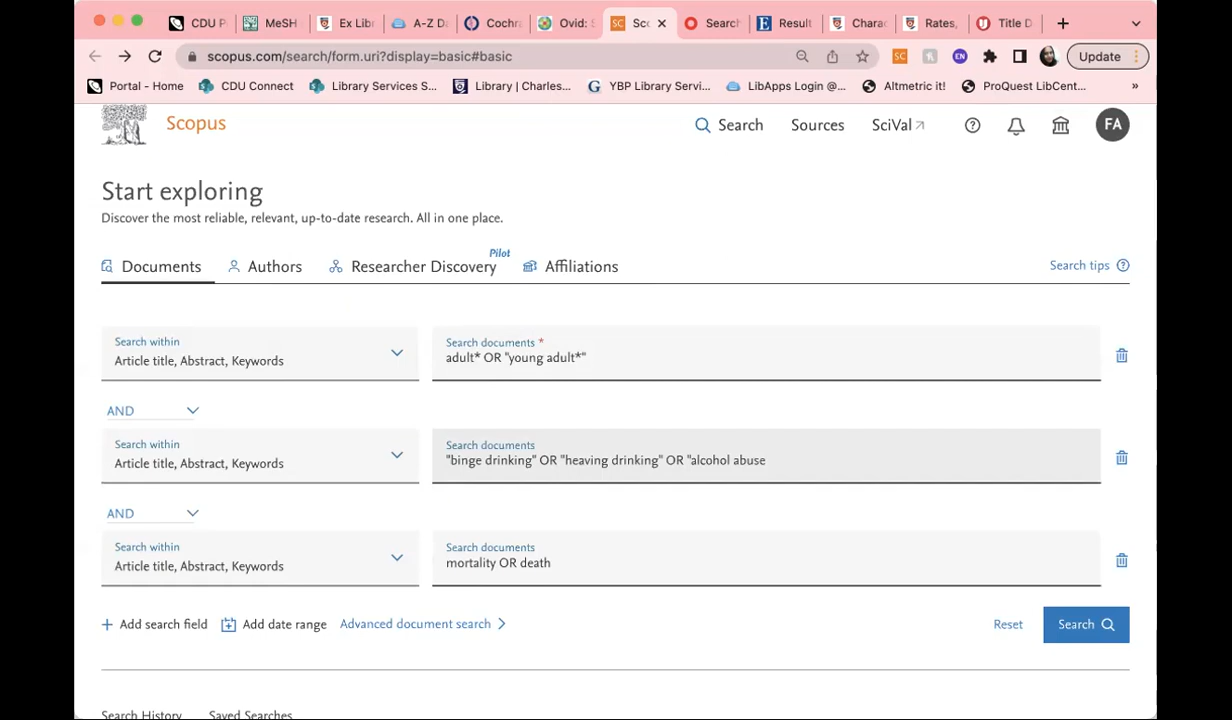 CDU P
MeSH
Ex Libr
A-Z Da
Cochra
Ovid: S
Sco
Search
Result
Charac
Rates,
Title D
scopus.com/search/form.uri?display=basic#basic
SC
EN
Update
Portal - Home
CDU Connect
Library Services S...
Library | Charles...
YBP Library Servi...
LibApps Login @...
Altmetric it!
ProQuest LibCent...
»
Scopus
Search
Sources
SciVal
FA
Start exploring
Discover the most reliable, relevant, up-to-date research. All in one place.
Documents
Authors
Researcher Discovery
Pilot
Affiliations
Search tips
Search within
Article title, Abstract, Keywords
Search documents *
adult* OR "young adult*"
AND
Search within
Article title, Abstract, Keywords
Search documents
"binge drinking" OR "heaving drinking" OR "alcohol abuse
AND
Search within
Article title, Abstract, Keywords
Search documents
mortality OR death
+ Add search field
Add date range
Advanced document search
Reset
Search
Search History
Saved Searches